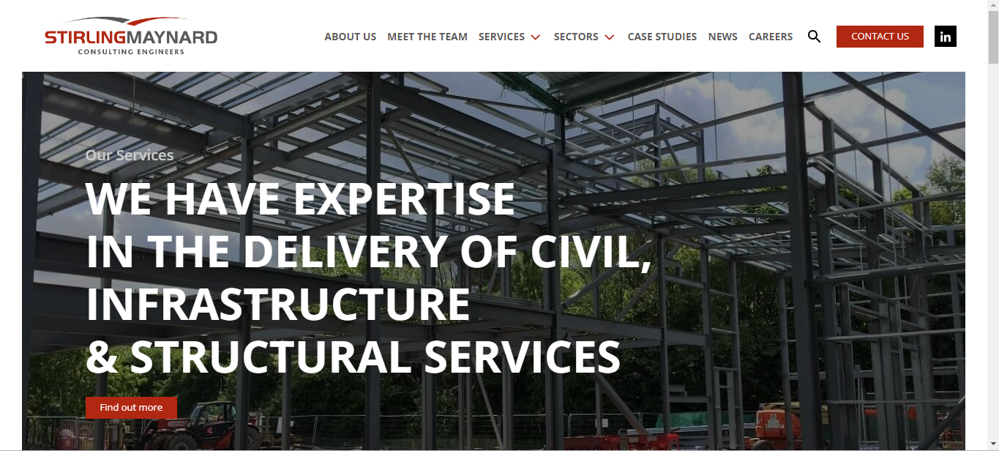 STIRLINGMAYNARD
CONSULTING ENGINEERS
ABOUT US MEET THE TEAM SERVICES SECTORS CASE STUDIES NEWS CAREERS CONTACT US in
Our Services
WE HAVE EXPERTISE
IN THE DELIVERY OF CIVIL,
INFRASTRUCTURE
& STRUCTURAL SERVICES
Find out more